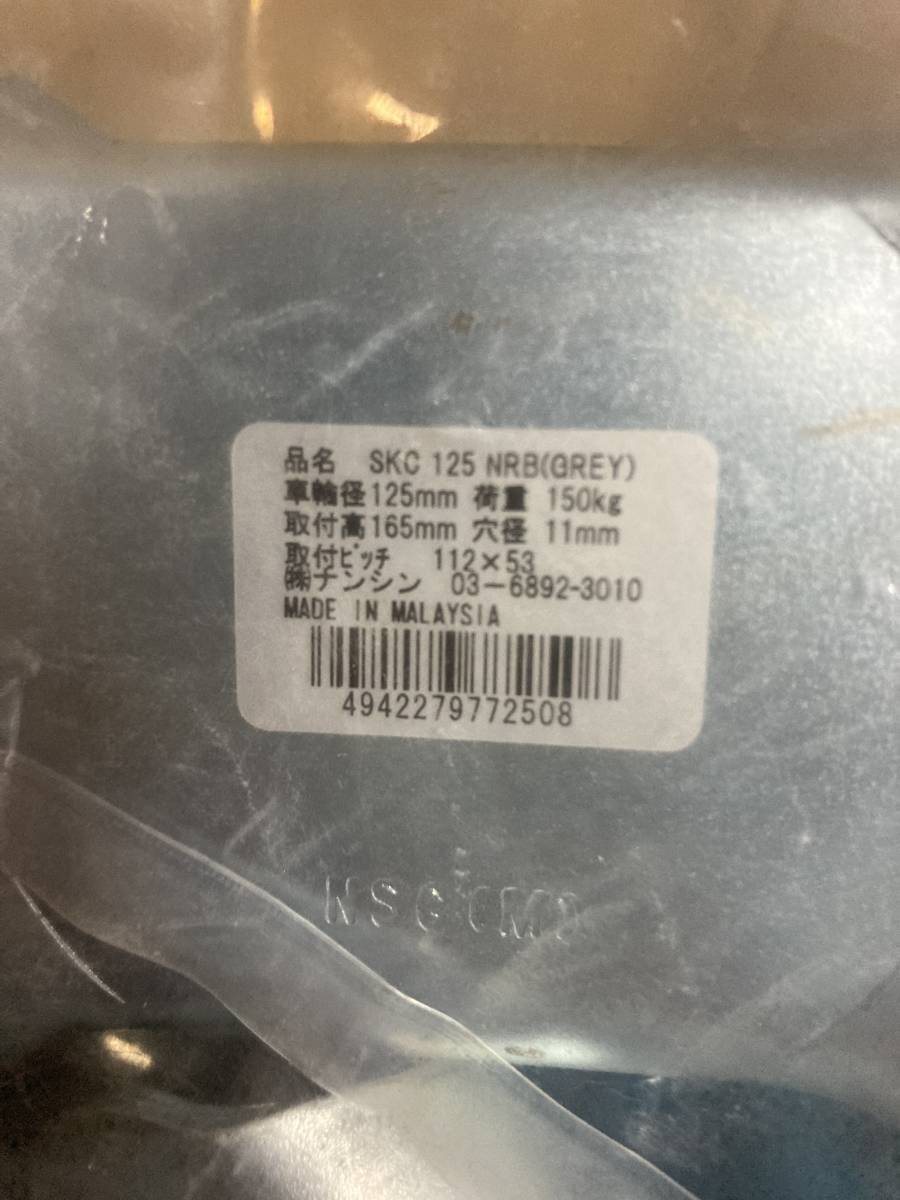 品名 SKC 125 NRB(GREY)
車輪径125mm 荷重 150kg
取付高165mm 穴径 11mm
取付ﾋﾟｯﾁ 112×53
㈱ナンシン 03-6892-3010
MADE IN MALAYSIA
4942279772508
NSC(M)